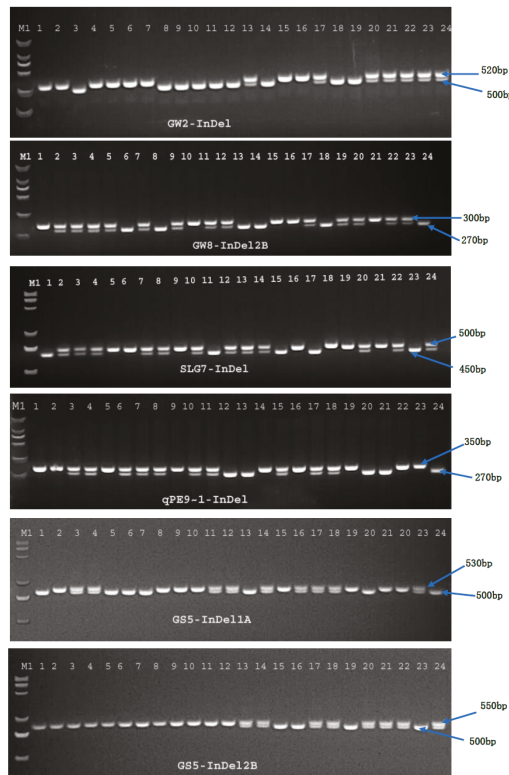 M1 1 2 3 4 5 6 7 8 9 10 11 12 13 14 15 16 17 18 19 20 21 22 23 24
520bp
500bp
GW2-InDel
M1 1 2 3 4 5 6 7 8 9 10 11 12 13 14 15 16 17 18 19 20 21 22 23 24
300bp
270bp
GW8-InDel2B
M1 1 2 3 4 5 6 7 8 9 10 11 12 13 14 15 16 17 18 19 20 21 22 23 24
500bp
SLG7-InDel
450bp
M1 1 2 3 4 5 6 7 8 9 10 11 12 13 14 15 16 17 18 19 20 21 22 23 24
350bp
270bp
qPE9~1-InDel
M1 1 2 3 4 5 6 7 8 9 10 11 12 13 14 15 16 17 18 19 20 21 22 23 24
530bp
500bp
GS5-InDel1A
M1 1 2 3 4 5 6 7 8 9 10 11 12 13 14 15 16 17 18 19 20 21 22 23 24
550bp
500bp
GS5-InDel2B